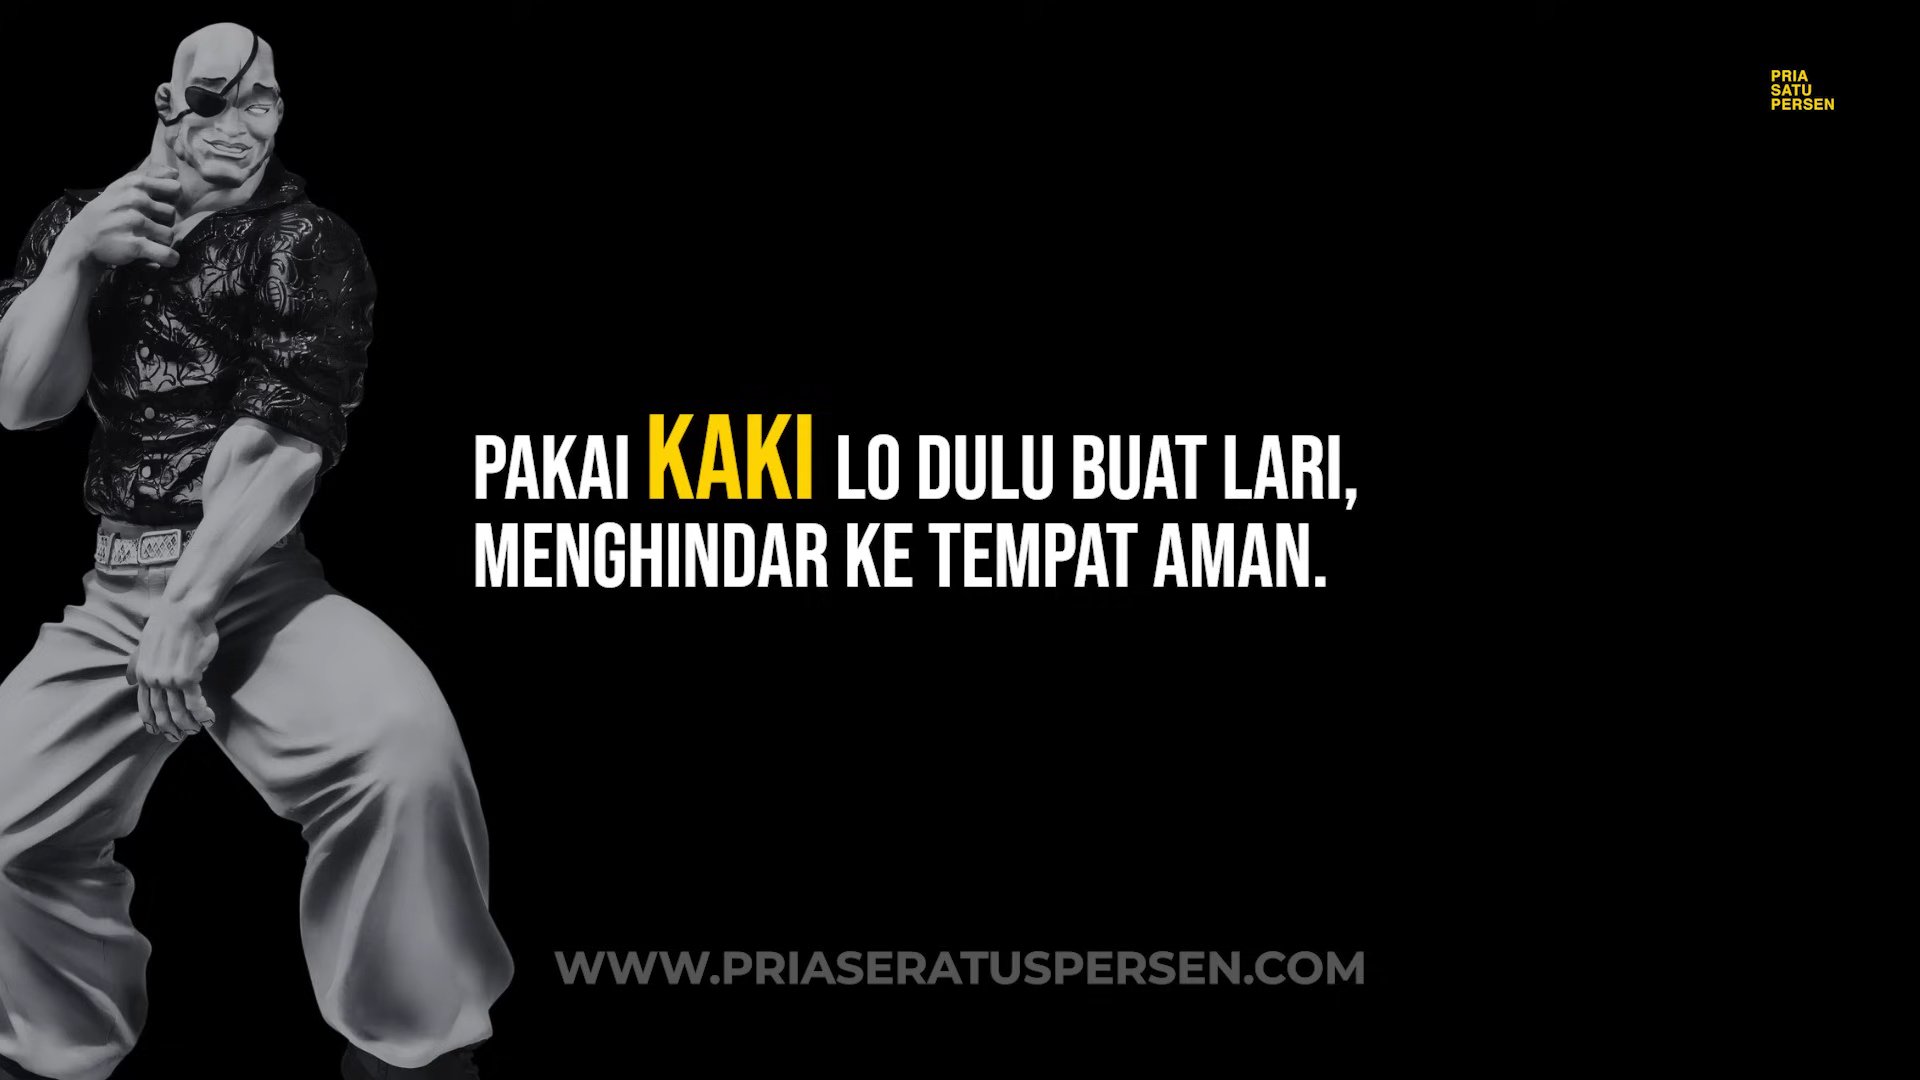 PRIA
SATU
PERSEN
PAKAI KAKI LO DULU BUAT LARI,
MENGHINDAR KE TEMPAT AMAN.
WWW.PRIASERATUSPERSEN.COM